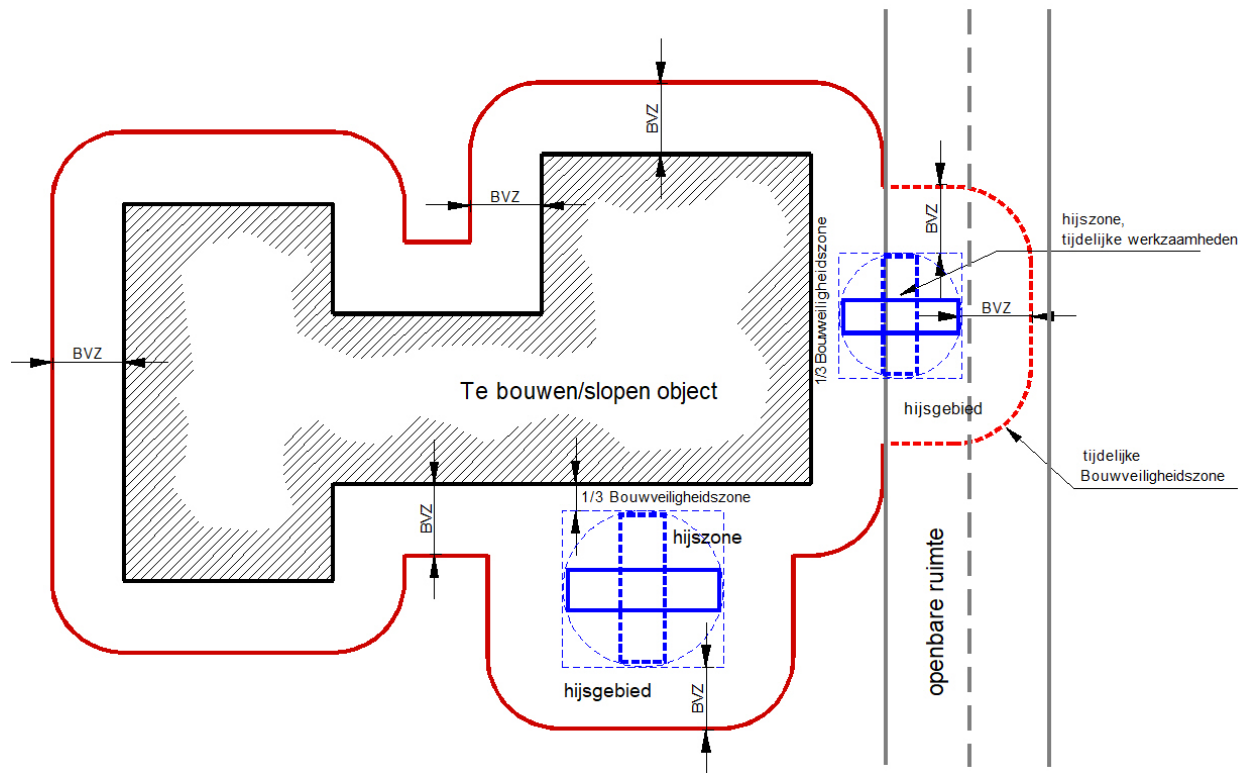 BVZ
BVZ
BVZ
hijszone,
tijdelijke werkzaamheden
1/3 Bouwveiligheidszone
BVZ
BVZ
Te bouwen/slopen object
hijsgebied
tijdelijke
Bouwveiligheidszone
1/3 Bouwveiligheidszone
BVZ
hijszone
openbare ruimte
hijsgebied
BVZ